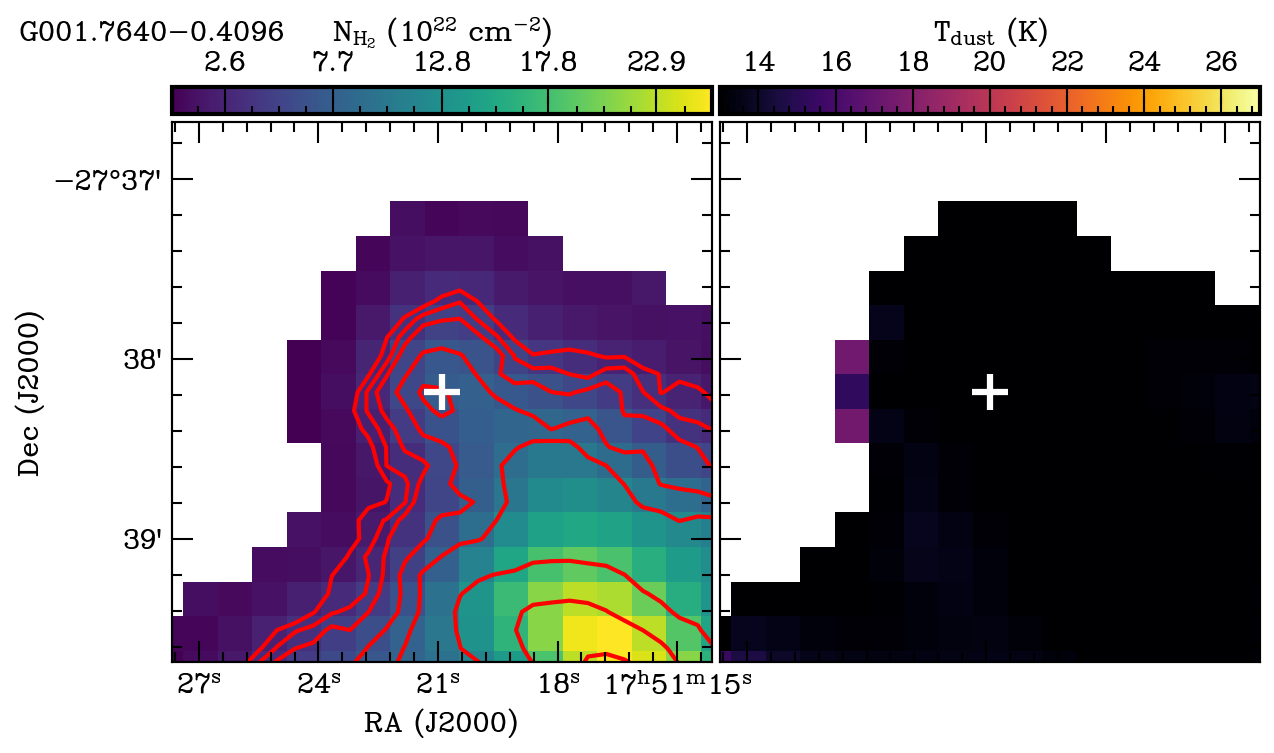 G001.7640−0.4096 N_H₂ (10²² cm⁻²) T_dust (K)
2.6 7.7 12.8 17.8 22.9 14 16 18 20 22 24 26
−27°37'
38'
39'
Dec (J2000)
27ˢ 24ˢ 21ˢ 18ˢ 17ʰ51ᵐ15ˢ
RA (J2000)